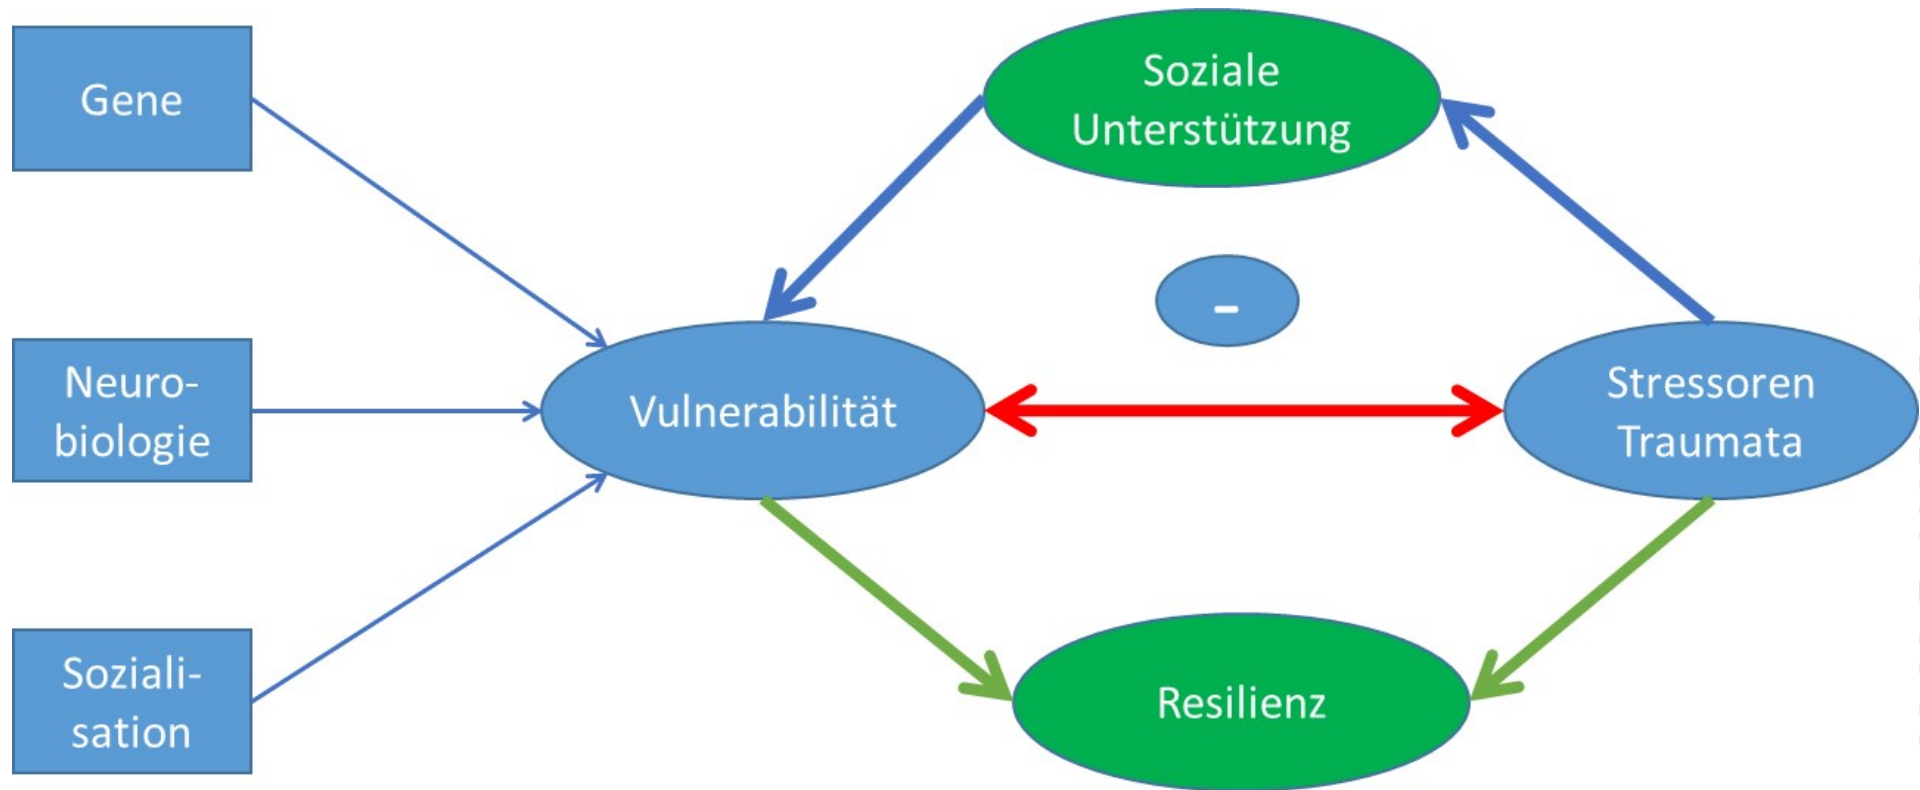 Gene
Soziale
Unterstützung
-
Neuro-
biologie
Vulnerabilität
Stressoren
Traumata
Soziali-
sation
Resilienz